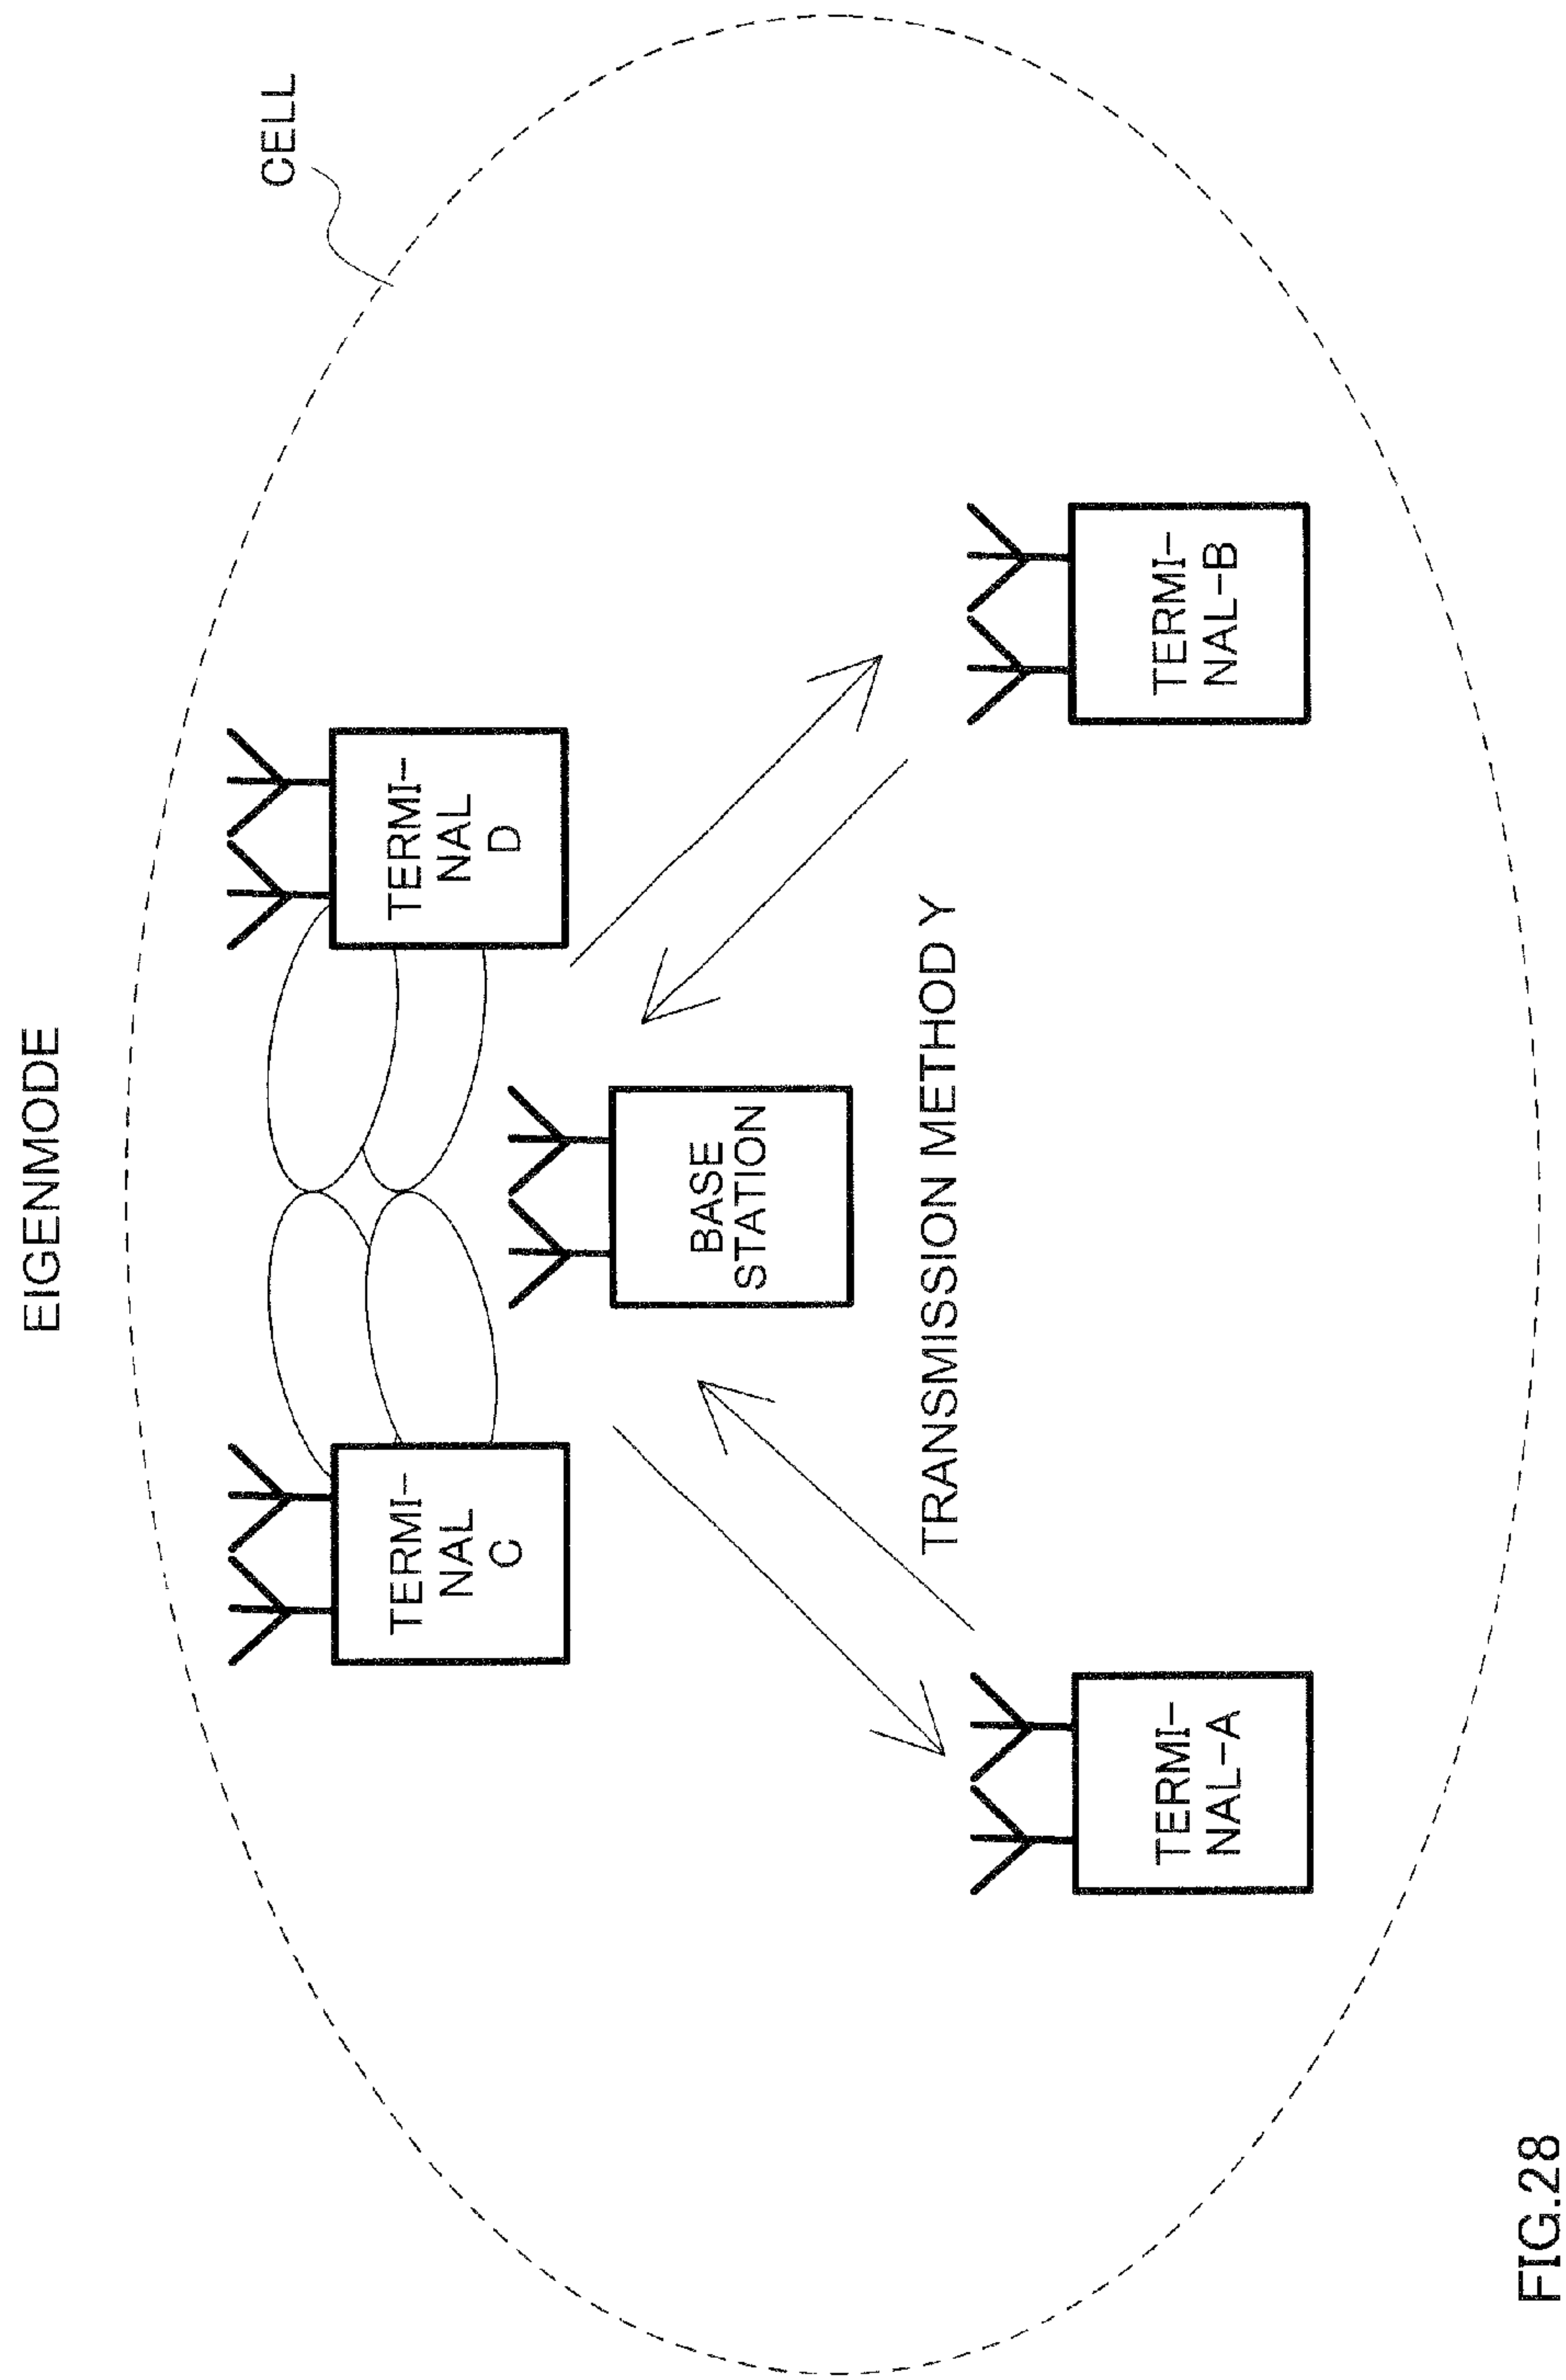 EIGENMODE
CELL
TERMI-
NAL
C
TERMI-
NAL
D
BASE
STATION
TRANSMISSION METHOD Y
TERMI-
NAL-A
TERMI-
NAL-B
FIG.28